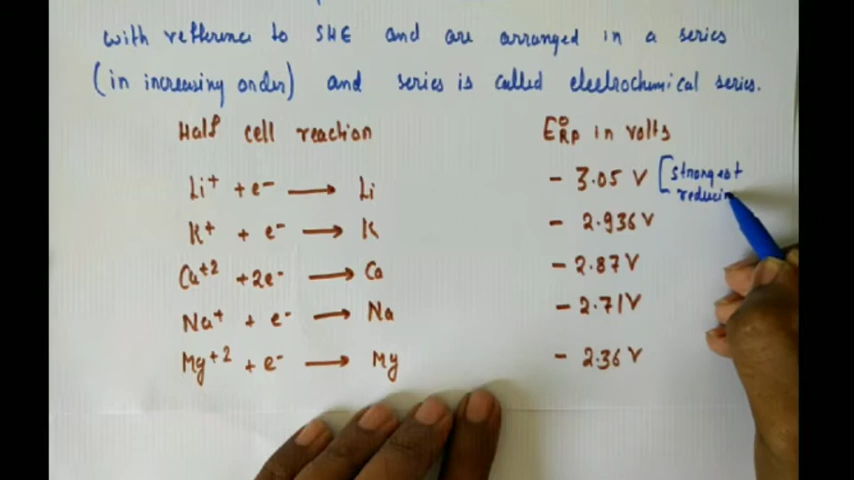 with refference to SHE and are arranged in a series
(in increasing order) and series is called electrochemical series.
Half cell reaction E°RP in volts
Li+ + e- → Li - 3.05 V [strongest
reducin
K+ + e- → K - 2.936 V
Ca+2 + 2e- → Ca - 2.87 V
Na+ + e- → Na - 2.71 V
Mg+2 + e- → Mg - 2.36 V